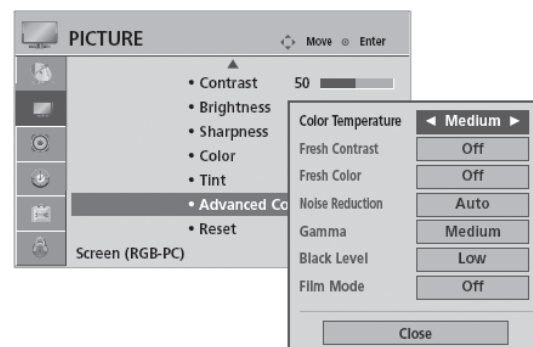 PICTURE Move Enter
• Contrast 50
• Brightness
• Sharpness
• Color
• Tint
• Advanced Co
• Reset
Screen (RGB-PC)
Color Temperature ◄ Medium ►
Fresh Contrast Off
Fresh Color Off
Noise Reduction Auto
Gamma Medium
Black Level Low
Film Mode Off
Close